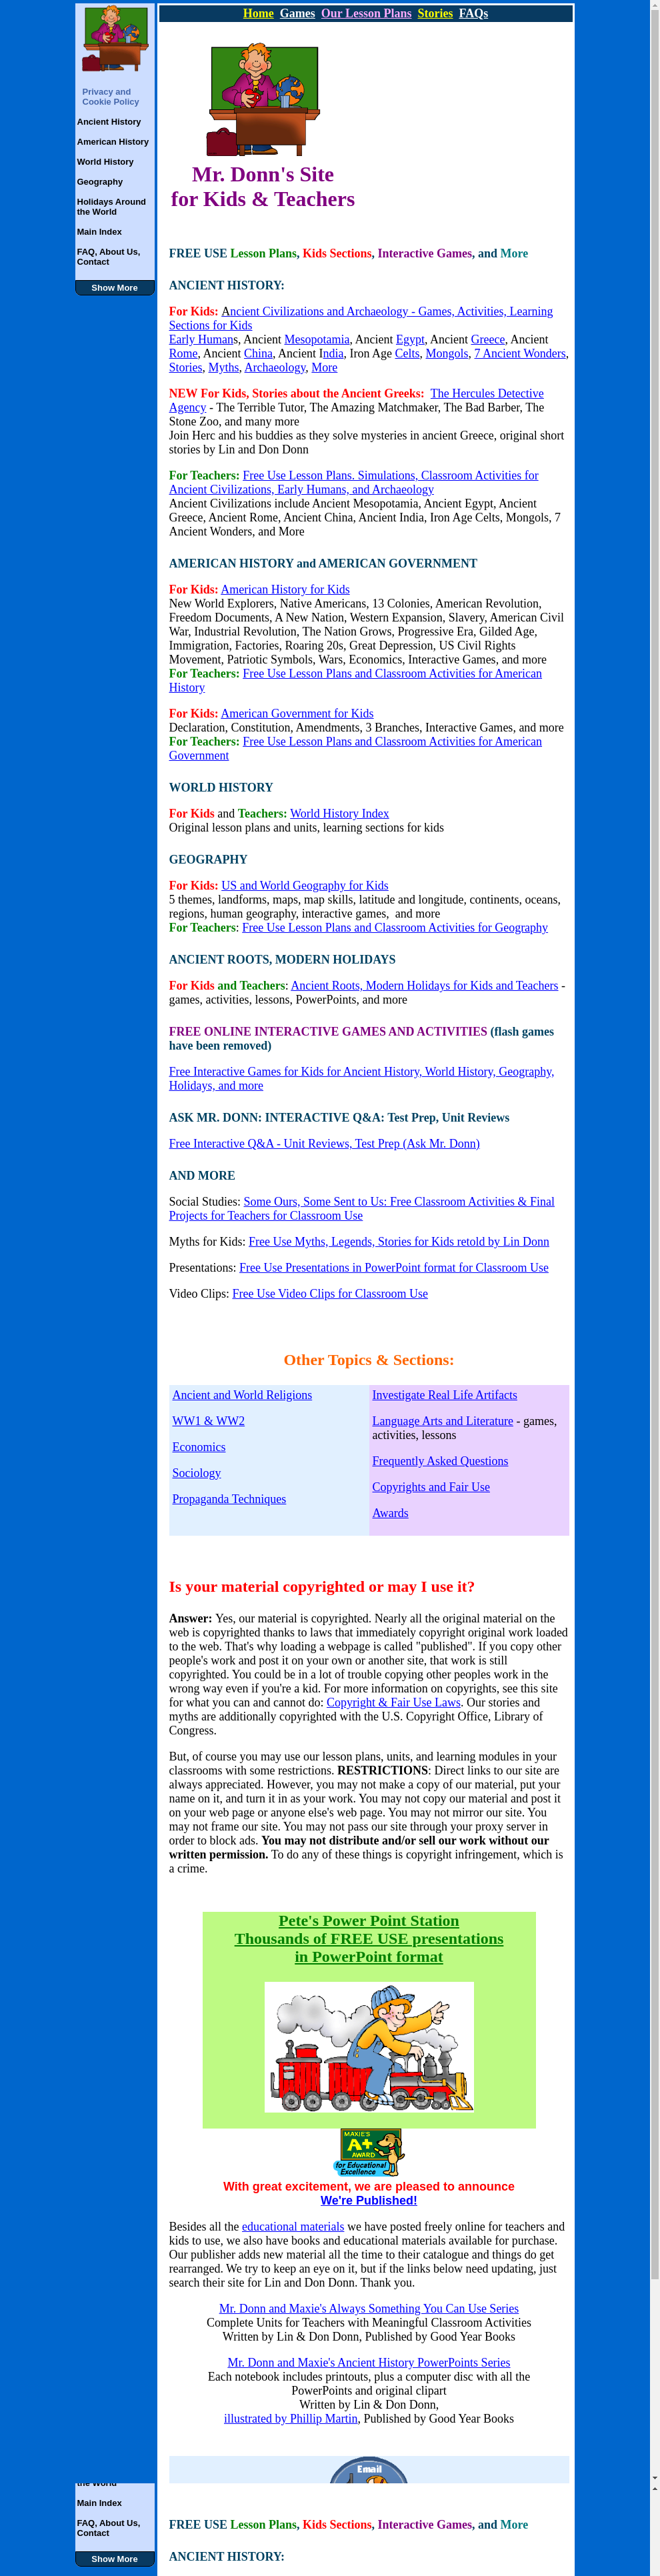 Privacy and
Cookie Policy
Ancient History
American History
World History
Geography
Holidays Around
the World
Main Index
FAQ, About Us,
Contact
Show More
Home Games Our Lesson Plans Stories FAQs
Mr. Donn's Site
for Kids & Teachers
FREE USE Lesson Plans, Kids Sections, Interactive Games, and More
ANCIENT HISTORY:
For Kids: Ancient Civilizations and Archaeology - Games, Activities, Learning
Sections for Kids
Early Humans, Ancient Mesopotamia, Ancient Egypt, Ancient Greece, Ancient
Rome, Ancient China, Ancient India, Iron Age Celts, Mongols, 7 Ancient Wonders,
Stories, Myths, Archaeology, More
NEW For Kids, Stories about the Ancient Greeks: The Hercules Detective
Agency - The Terrible Tutor, The Amazing Matchmaker, The Bad Barber, The
Stone Zoo, and many more
Join Herc and his buddies as they solve mysteries in ancient Greece, original short
stories by Lin and Don Donn
For Teachers: Free Use Lesson Plans. Simulations, Classroom Activities for
Ancient Civilizations, Early Humans, and Archaeology
Ancient Civilizations include Ancient Mesopotamia, Ancient Egypt, Ancient
Greece, Ancient Rome, Ancient China, Ancient India, Iron Age Celts, Mongols, 7
Ancient Wonders, and More
AMERICAN HISTORY and AMERICAN GOVERNMENT
For Kids: American History for Kids
New World Explorers, Native Americans, 13 Colonies, American Revolution,
Freedom Documents, A New Nation, Western Expansion, Slavery, American Civil
War, Industrial Revolution, The Nation Grows, Progressive Era, Gilded Age,
Immigration, Factories, Roaring 20s, Great Depression, US Civil Rights
Movement, Patriotic Symbols, Wars, Economics, Interactive Games, and more
For Teachers: Free Use Lesson Plans and Classroom Activities for American
History
For Kids: American Government for Kids
Declaration, Constitution, Amendments, 3 Branches, Interactive Games, and more
For Teachers: Free Use Lesson Plans and Classroom Activities for American
Government
WORLD HISTORY
For Kids and Teachers: World History Index
Original lesson plans and units, learning sections for kids
GEOGRAPHY
For Kids: US and World Geography for Kids
5 themes, landforms, maps, map skills, latitude and longitude, continents, oceans,
regions, human geography, interactive games, and more
For Teachers: Free Use Lesson Plans and Classroom Activities for Geography
ANCIENT ROOTS, MODERN HOLIDAYS
For Kids and Teachers: Ancient Roots, Modern Holidays for Kids and Teachers -
games, activities, lessons, PowerPoints, and more
FREE ONLINE INTERACTIVE GAMES AND ACTIVITIES (flash games
have been removed)
Free Interactive Games for Kids for Ancient History, World History, Geography,
Holidays, and more
ASK MR. DONN: INTERACTIVE Q&A: Test Prep, Unit Reviews
Free Interactive Q&A - Unit Reviews, Test Prep (Ask Mr. Donn)
AND MORE
Social Studies: Some Ours, Some Sent to Us: Free Classroom Activities & Final
Projects for Teachers for Classroom Use
Myths for Kids: Free Use Myths, Legends, Stories for Kids retold by Lin Donn
Presentations: Free Use Presentations in PowerPoint format for Classroom Use
Video Clips: Free Use Video Clips for Classroom Use
Other Topics & Sections:
Ancient and World Religions
WW1 & WW2
Economics
Sociology
Propaganda Techniques
Investigate Real Life Artifacts
Language Arts and Literature - games,
activities, lessons
Frequently Asked Questions
Copyrights and Fair Use
Awards
Is your material copyrighted or may I use it?
Answer: Yes, our material is copyrighted. Nearly all the original material on the
web is copyrighted thanks to laws that immediately copyright original work loaded
to the web. That's why loading a webpage is called "published". If you copy other
people's work and post it on your own or another site, that work is still
copyrighted. You could be in a lot of trouble copying other peoples work in the
wrong way even if you're a kid. For more information on copyrights, see this site
for what you can and cannot do: Copyright & Fair Use Laws. Our stories and
myths are additionally copyrighted with the U.S. Copyright Office, Library of
Congress.
But, of course you may use our lesson plans, units, and learning modules in your
classrooms with some restrictions. RESTRICTIONS: Direct links to our site are
always appreciated. However, you may not make a copy of our material, put your
name on it, and turn it in as your work. You may not copy our material and post it
on your web page or anyone else's web page. You may not mirror our site. You
may not frame our site. You may not pass our site through your proxy server in
order to block ads. You may not distribute and/or sell our work without our
written permission. To do any of these things is copyright infringement, which is
a crime.
Pete's Power Point Station
Thousands of FREE USE presentations
in PowerPoint format
MAXIE'S
A+
AWARD
for Educational
Excellence
With great excitement, we are pleased to announce
We're Published!
Besides all the educational materials we have posted freely online for teachers and
kids to use, we also have books and educational materials available for purchase.
Our publisher adds new material all the time to their catalogue and things do get
rearranged. We try to keep an eye on it, but if the links below need updating, just
search their site for Lin and Don Donn. Thank you.
Mr. Donn and Maxie's Always Something You Can Use Series
Complete Units for Teachers with Meaningful Classroom Activities
Written by Lin & Don Donn, Published by Good Year Books
Mr. Donn and Maxie's Ancient History PowerPoints Series
Each notebook includes printouts, plus a computer disc with all the
PowerPoints and original clipart
Written by Lin & Don Donn,
illustrated by Phillip Martin, Published by Good Year Books
Email
the World
Main Index
FAQ, About Us,
Contact
Show More
FREE USE Lesson Plans, Kids Sections, Interactive Games, and More
ANCIENT HISTORY: